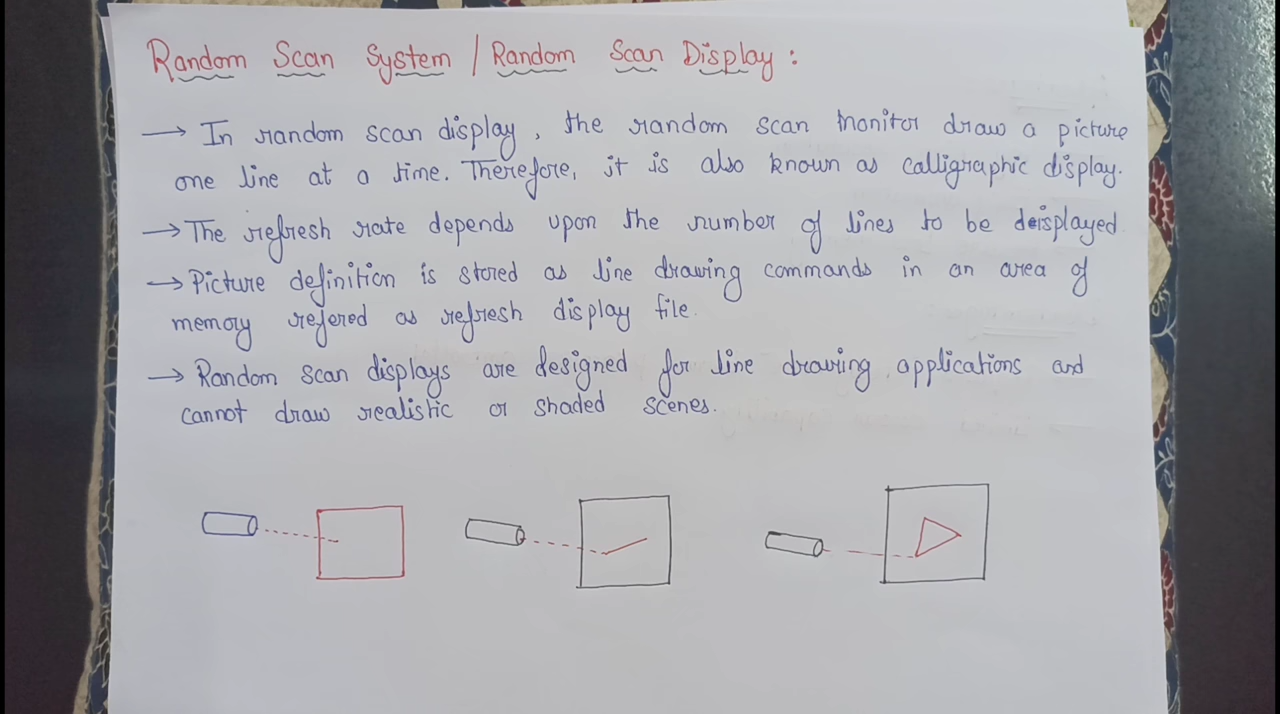 Random Scan System / Random Scan Display :
→ In random scan display, the random scan monitor draw a picture
one line at a time. Therefore, it is also known as calligraphic display.
→ The refresh rate depends upon the number of lines to be deisplayed
→ Picture definition is stored as line drawing commands in an area of
memory refered as refresh display file.
→ Random scan displays are designed for line drawing applications and
cannot draw realistic or shaded scenes.